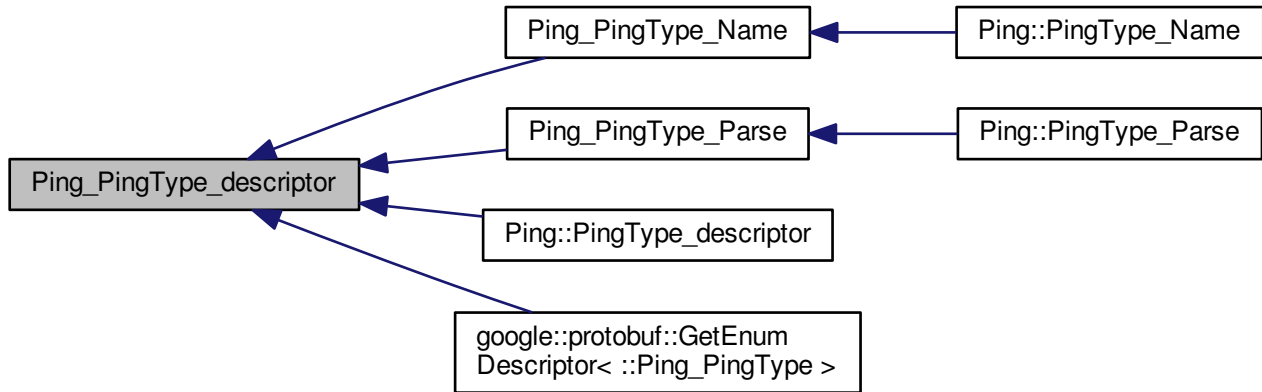 Ping_PingType_Name
Ping::PingType_Name
Ping_PingType_Parse
Ping::PingType_Parse
Ping_PingType_descriptor
Ping::PingType_descriptor
google::protobuf::GetEnum
Descriptor< ::Ping_PingType >